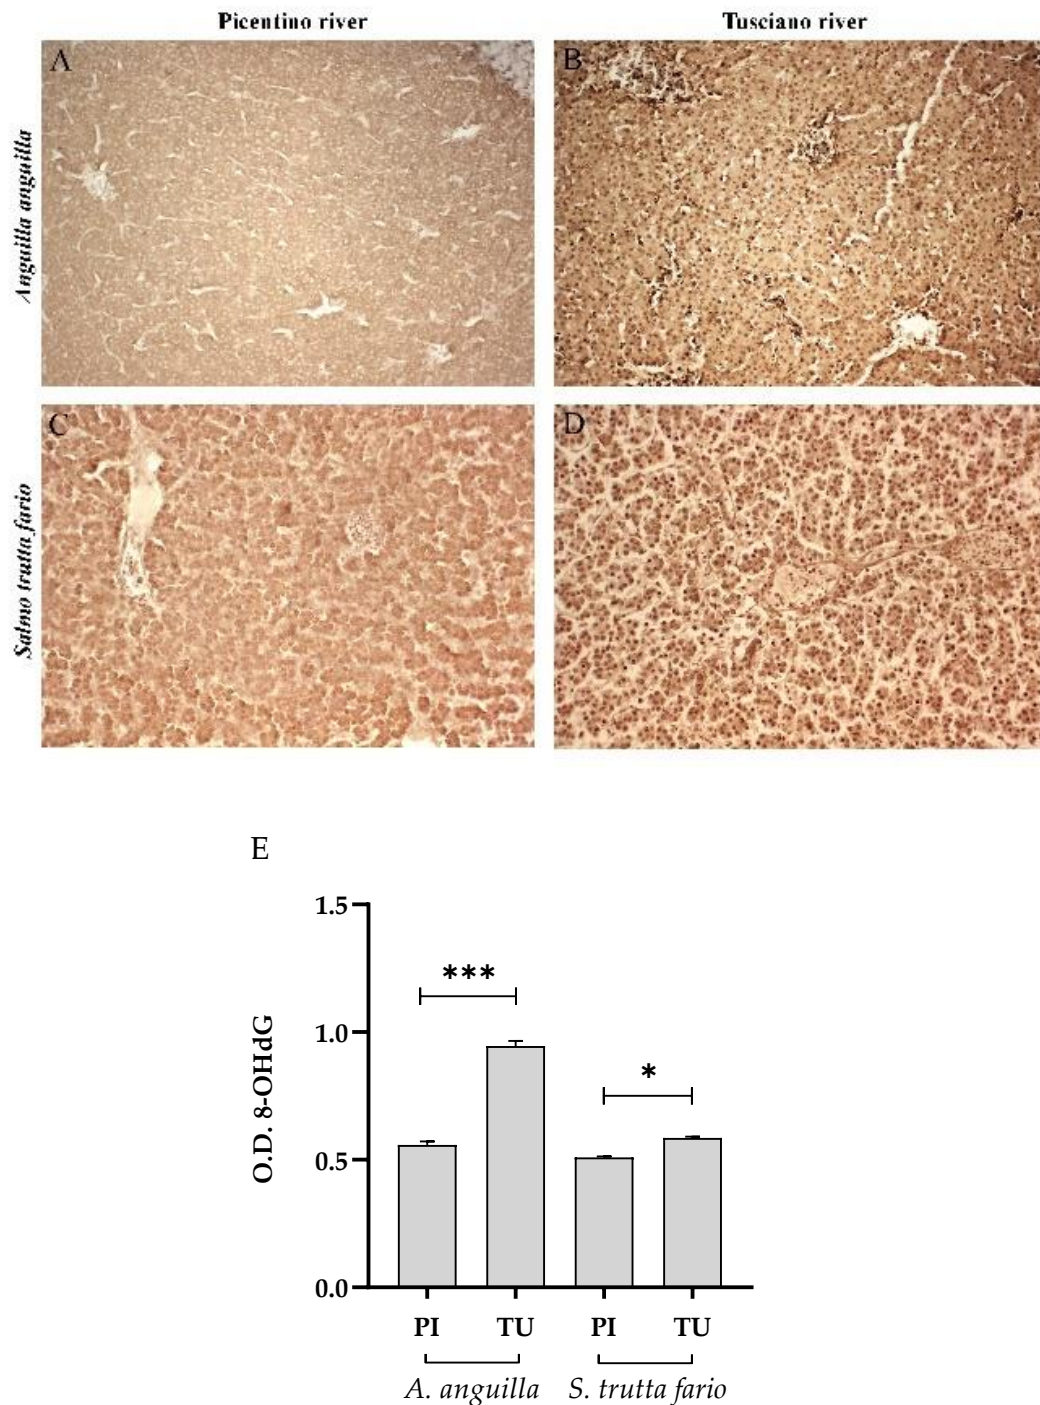 Picentino river
Tusciano river
Anguilla anguilla
A
B
Salmo trutta fario
C
D
E
O.D. 8-OHdG
1.5
1.0
0.5
0.0
***
*
PI
TU
PI
TU
A. anguilla
S. trutta fario